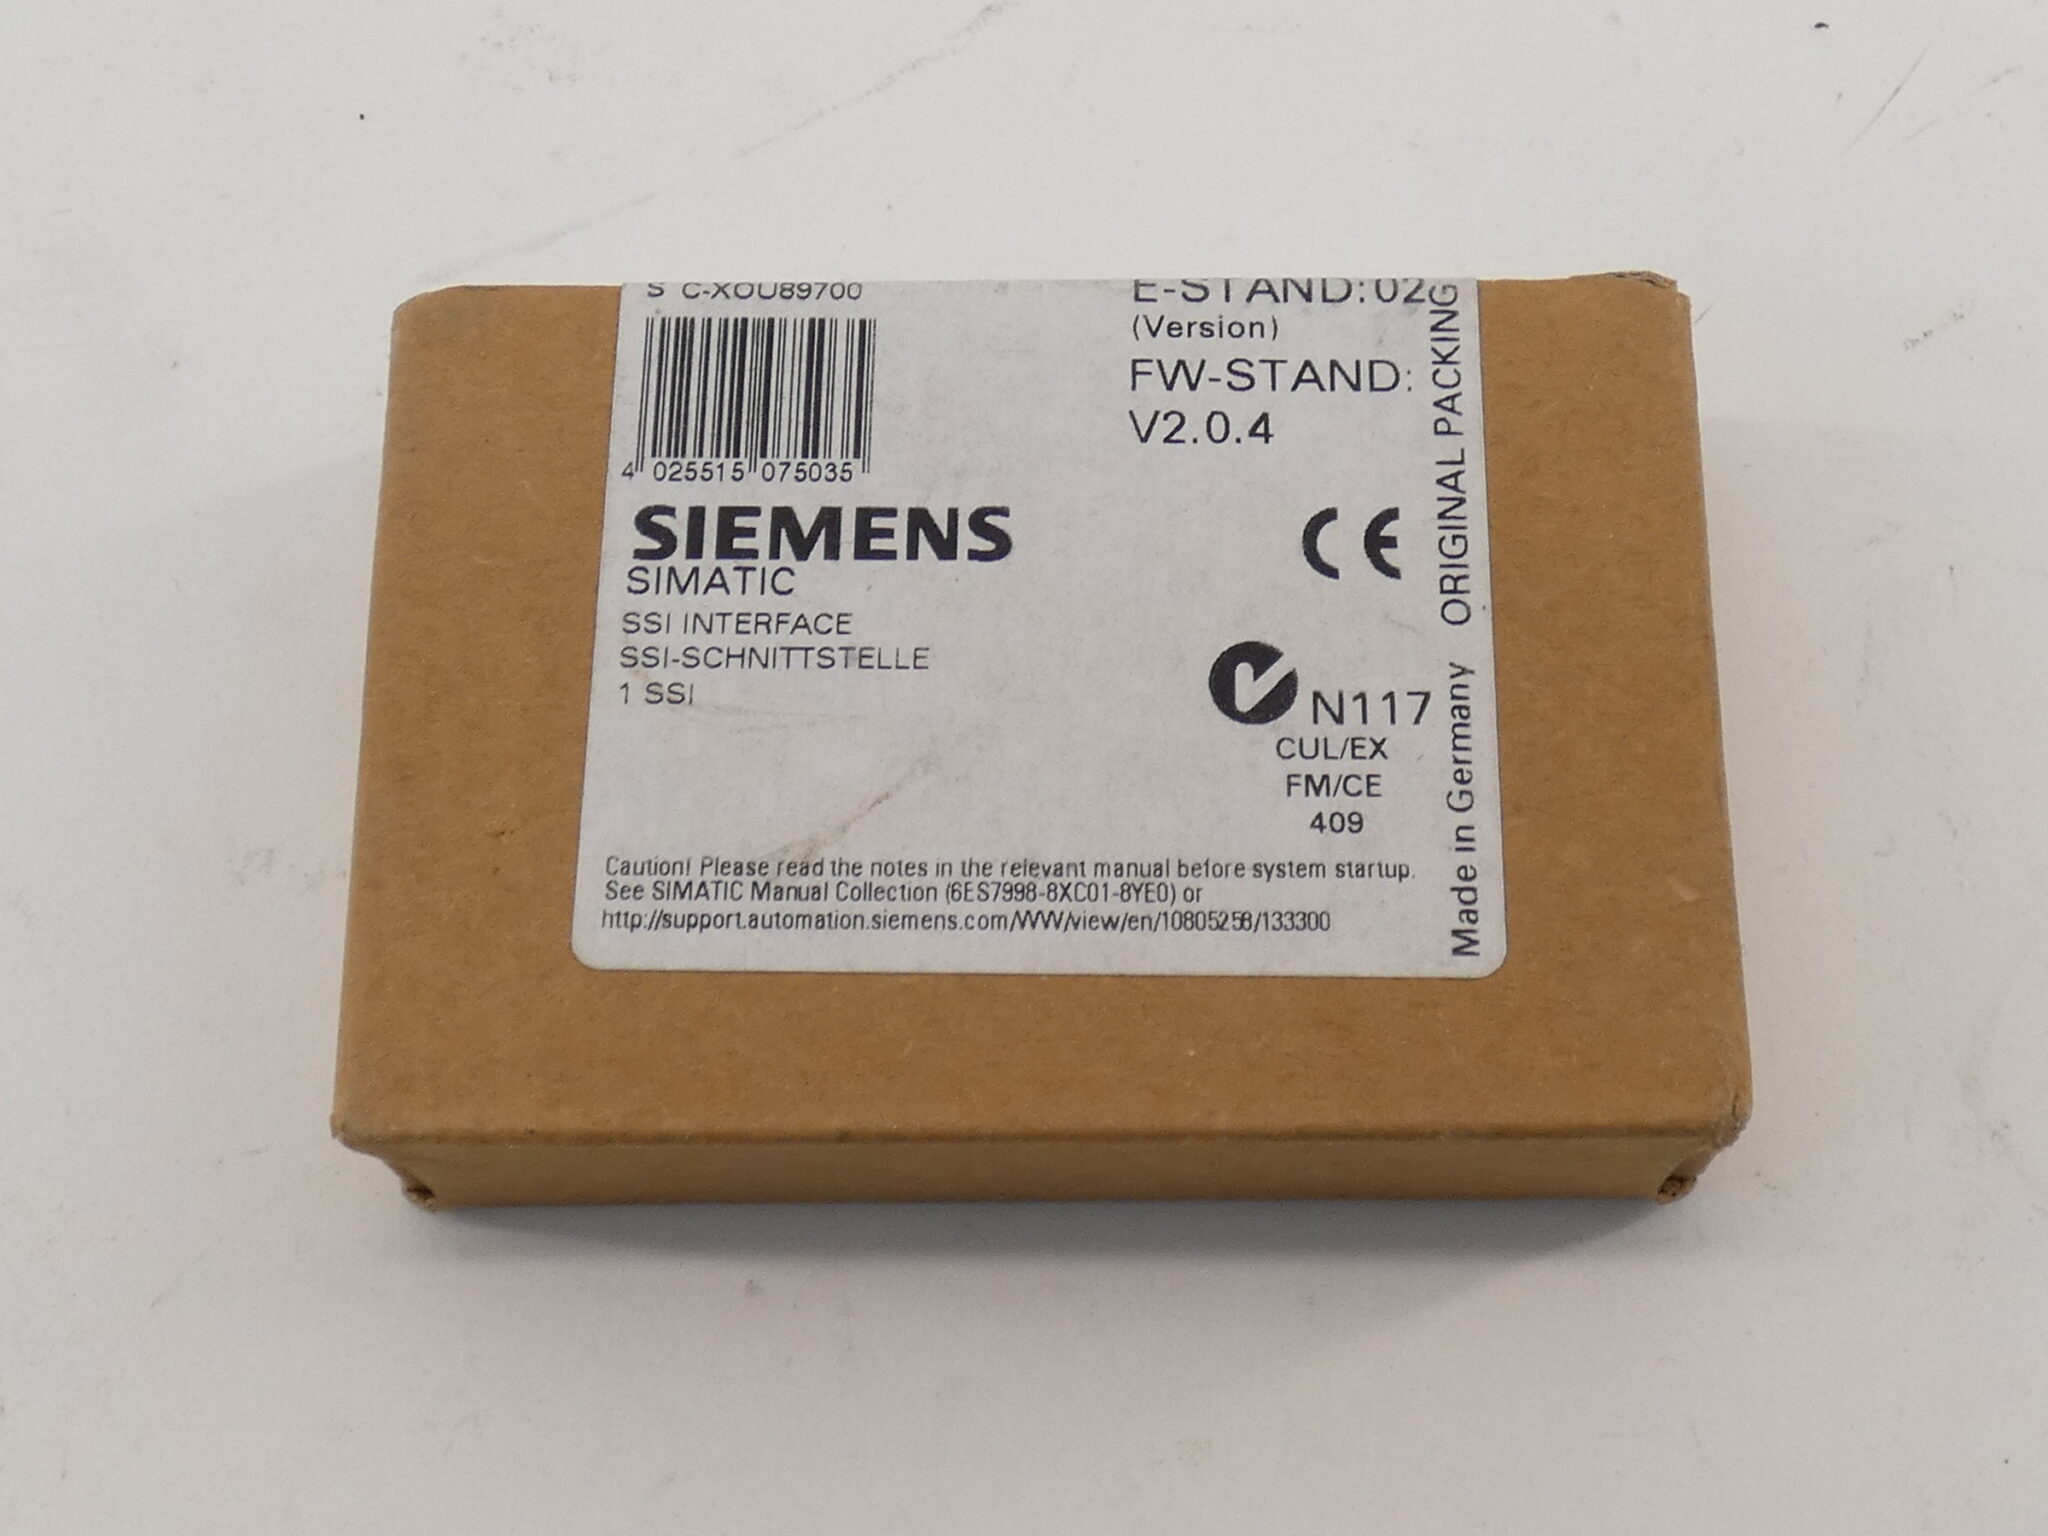 S C-XOU89700
E-STAND:02
(Version)
FW-STAND:
V2.0.4
4 025515 075035
SIEMENS
SIMATIC
SSI INTERFACE
SSI-SCHNITTSTELLE
1 SSI
CE
N117
CUL/EX
FM/CE
409
Caution! Please read the notes in the relevant manual before system startup.
See SIMATIC Manual Collection (6ES7998-8XC01-8YE0) or
http://support.automation.siemens.com/WW/view/en/10805258/133300
Made in Germany ORIGINAL PACKING